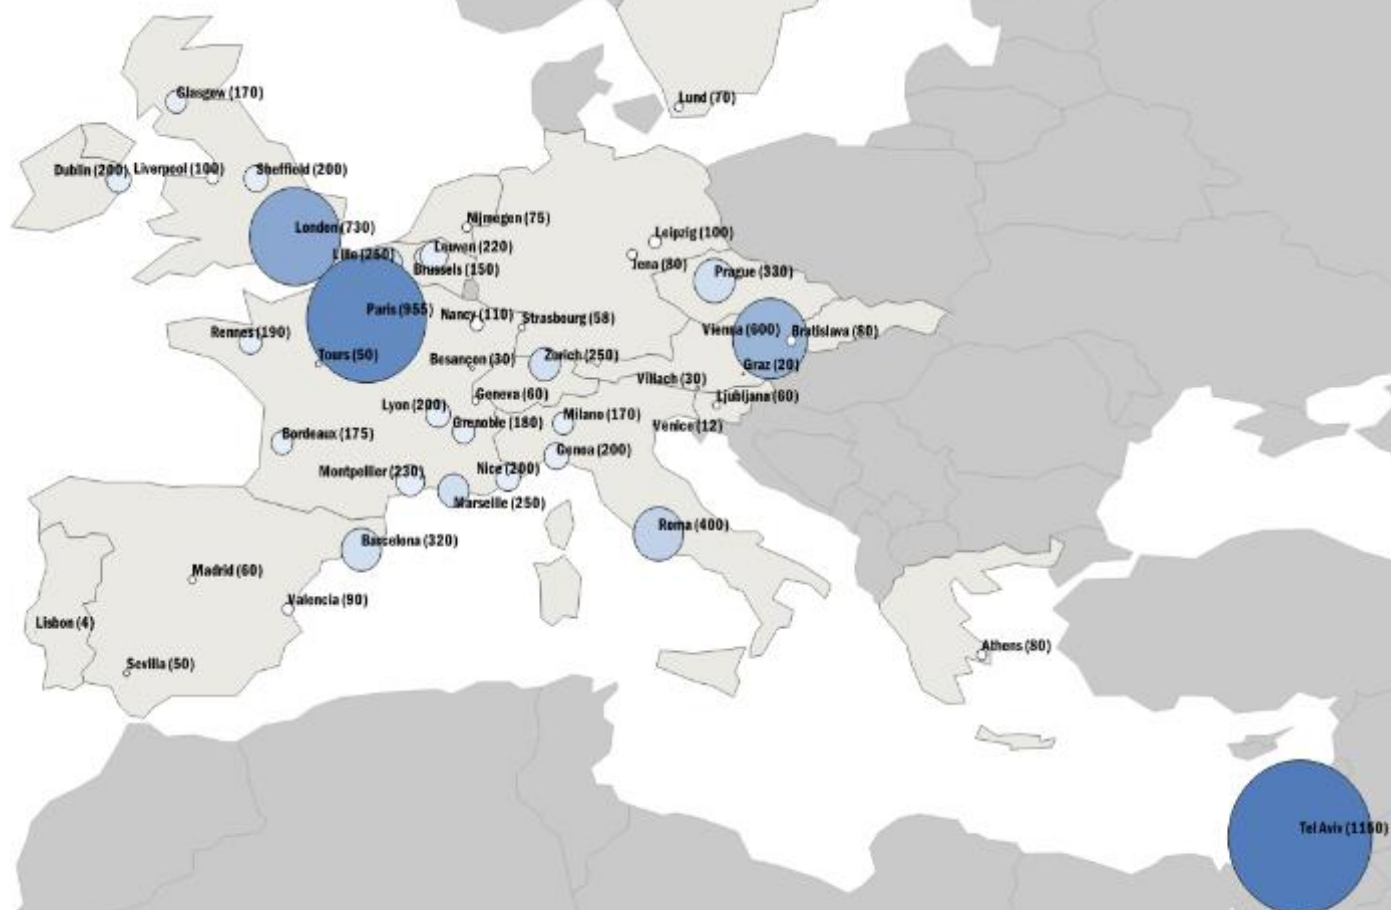 Glasgow (170)
Lund (70)
Dublin (200)
Liverpool (100)
Sheffield (200)
Nijmegen (75)
London (730)
Leipzig (100)
Lille (250)
Leuven (220)
Jena (80)
Brussels (150)
Prague (330)
Paris (955)
Nancy (110)
Strasbourg (58)
Rennes (190)
Vienna (600)
Bratislava (80)
Tours (50)
Besançon (30)
Zurich (250)
Graz (20)
Villach (30)
Geneva (60)
Ljubljana (60)
Lyon (200)
Grenoble (180)
Milano (170)
Venice (12)
Bordeaux (175)
Genoa (200)
Montpellier (230)
Nice (200)
Marseille (250)
Roma (400)
Barcelona (320)
Madrid (60)
Valencia (90)
Lisbon (4)
Athens (80)
Sevilla (50)
Tel Aviv (1150)